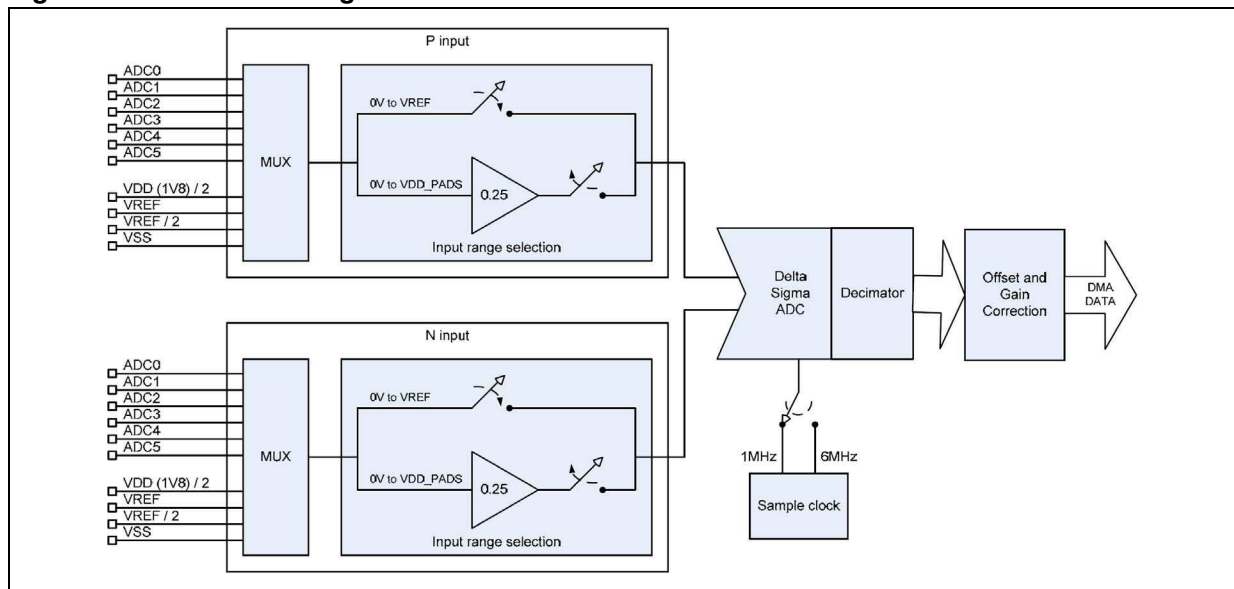 P input
ADC0
ADC1
ADC2
ADC3
ADC4
ADC5
VDD (1V8) / 2
VREF
VREF / 2
VSS
MUX
0V to VREF
0V to VDD_PADS
0.25
Input range selection
N input
ADC0
ADC1
ADC2
ADC3
ADC4
ADC5
VDD (1V8) / 2
VREF
VREF / 2
VSS
MUX
0V to VREF
0V to VDD_PADS
0.25
Input range selection
Delta
Sigma
ADC
Decimator
Offset and
Gain
Correction
DMA
DATA
1MHz
6MHz
Sample clock